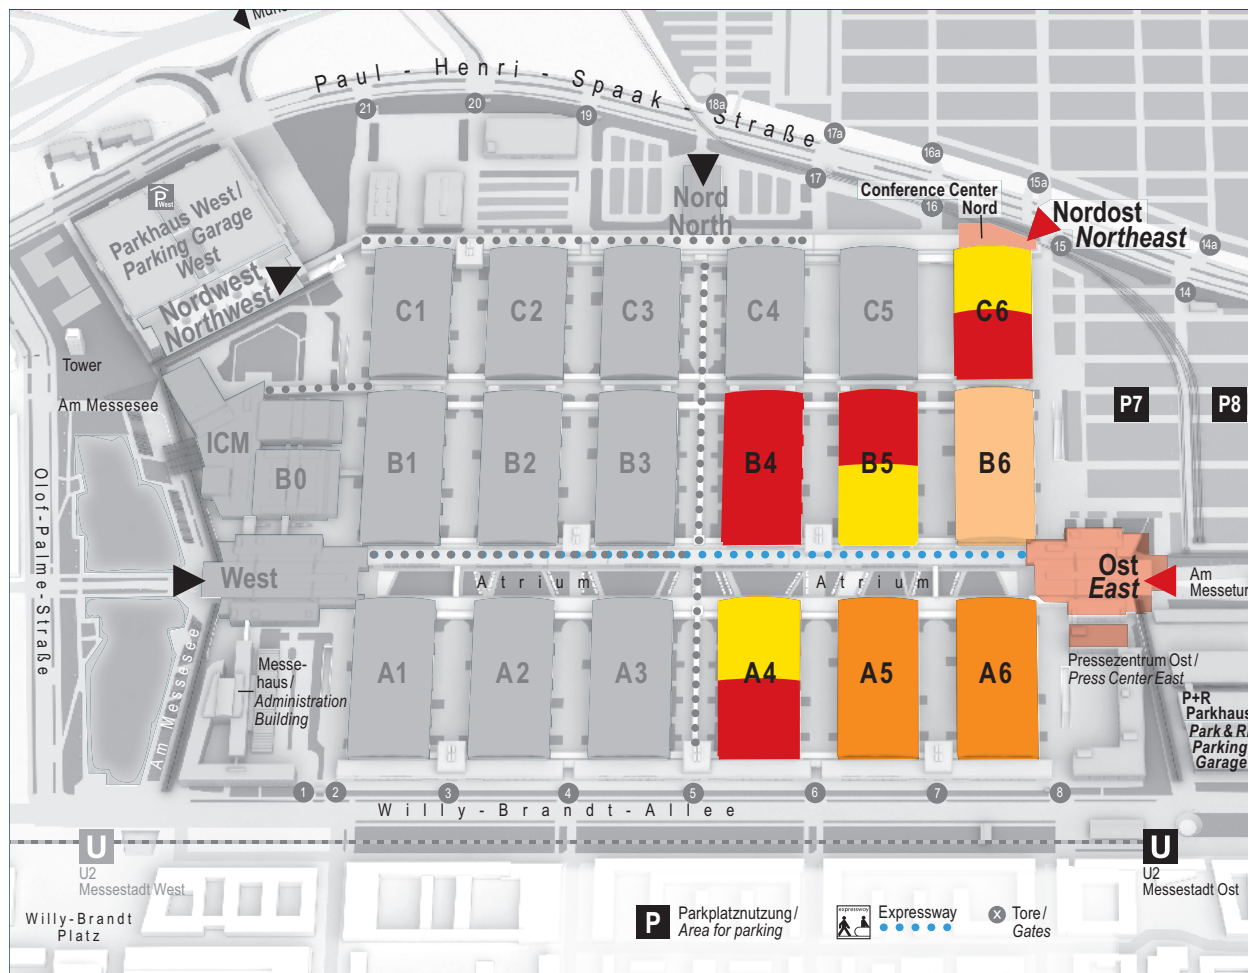 Paul - Henri - Spaak - Straße
21
20
19
18a
17a
16a
15a
14a
17
16
15
14
P
West
Parkhaus West/
Parking Garage
West
Nordwest
Northwest
Nord
North
Conference Center
Nord
Nordost
Northeast
C1
C2
C3
C4
C5
C6
Tower
Am Messesee
P7
P8
ICM
B0
B1
B2
B3
B4
B5
B6
Olof-Palme-Straße
West
Atrium
Atrium
Ost
East
Am
Am Messesee
A1
A2
A3
A4
A5
A6
Messe-
haus/
Administration
Building
Pressezentrum Ost/
Press Center East
P+R
Parkhaus
Park & Ri
Parking
Garage
1
2
3
4
5
6
7
8
Willy-Brandt-Allee
U
U2
Messestadt West
U
U2
Messestadt Ost
Willy-Brandt
Platz
P
Parkplatznutzung/
Area for parking
expressway
Expressway
x
Tore/
Gates